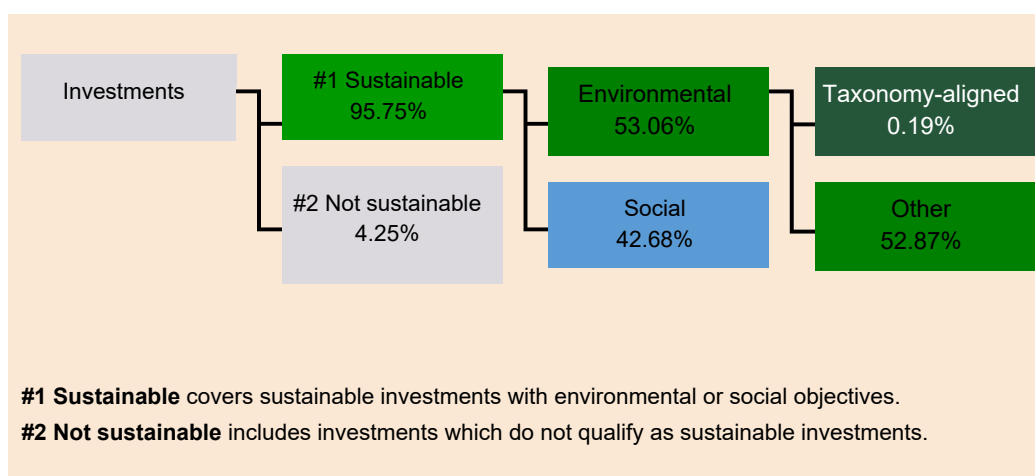 Investments
#1 Sustainable
95.75%
#2 Not sustainable
4.25%
Environmental
53.06%
Social
42.68%
Taxonomy-aligned
0.19%
Other
52.87%
#1 Sustainable covers sustainable investments with environmental or social objectives.
#2 Not sustainable includes investments which do not qualify as sustainable investments.